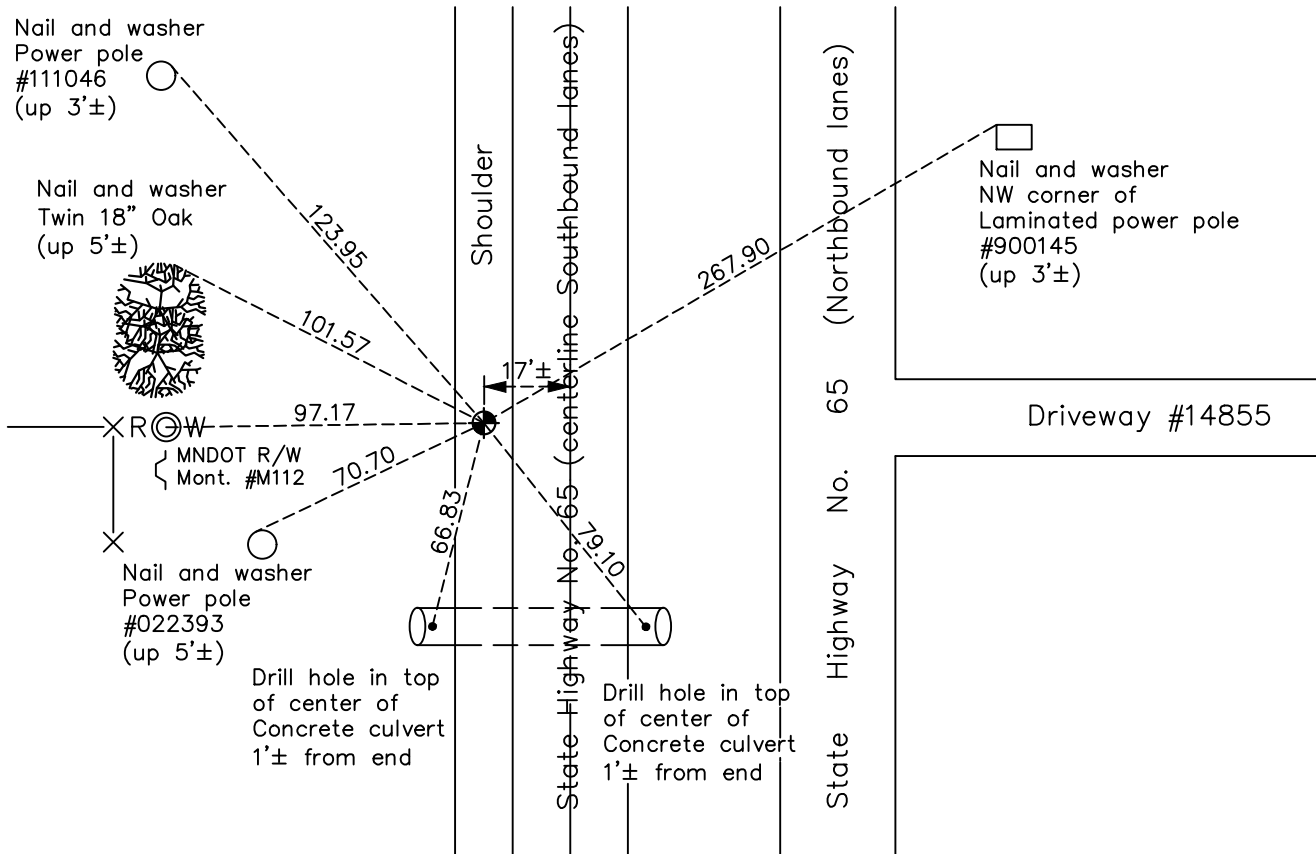 Nail and washer
Power pole
#111046
(up 3'±)
Nail and washer
Twin 18" Oak
(up 5'±)
123.95
101.57
97.17
70.70
66.83
79.10
267.90
17'±
Shoulder
State Highway No. 65 (centerline Southbound lanes)
State Highway No. 65 (Northbound lanes)
Nail and washer
NW corner of
Laminated power pole
#900145
(up 3'±)
Driveway #14855
R W
MNDOT R/W
Mont. #M112
Nail and washer
Power pole
#022393
(up 5'±)
Drill hole in top
of center of
Concrete culvert
1'± from end
Drill hole in top
of center of
Concrete culvert
1'± from end